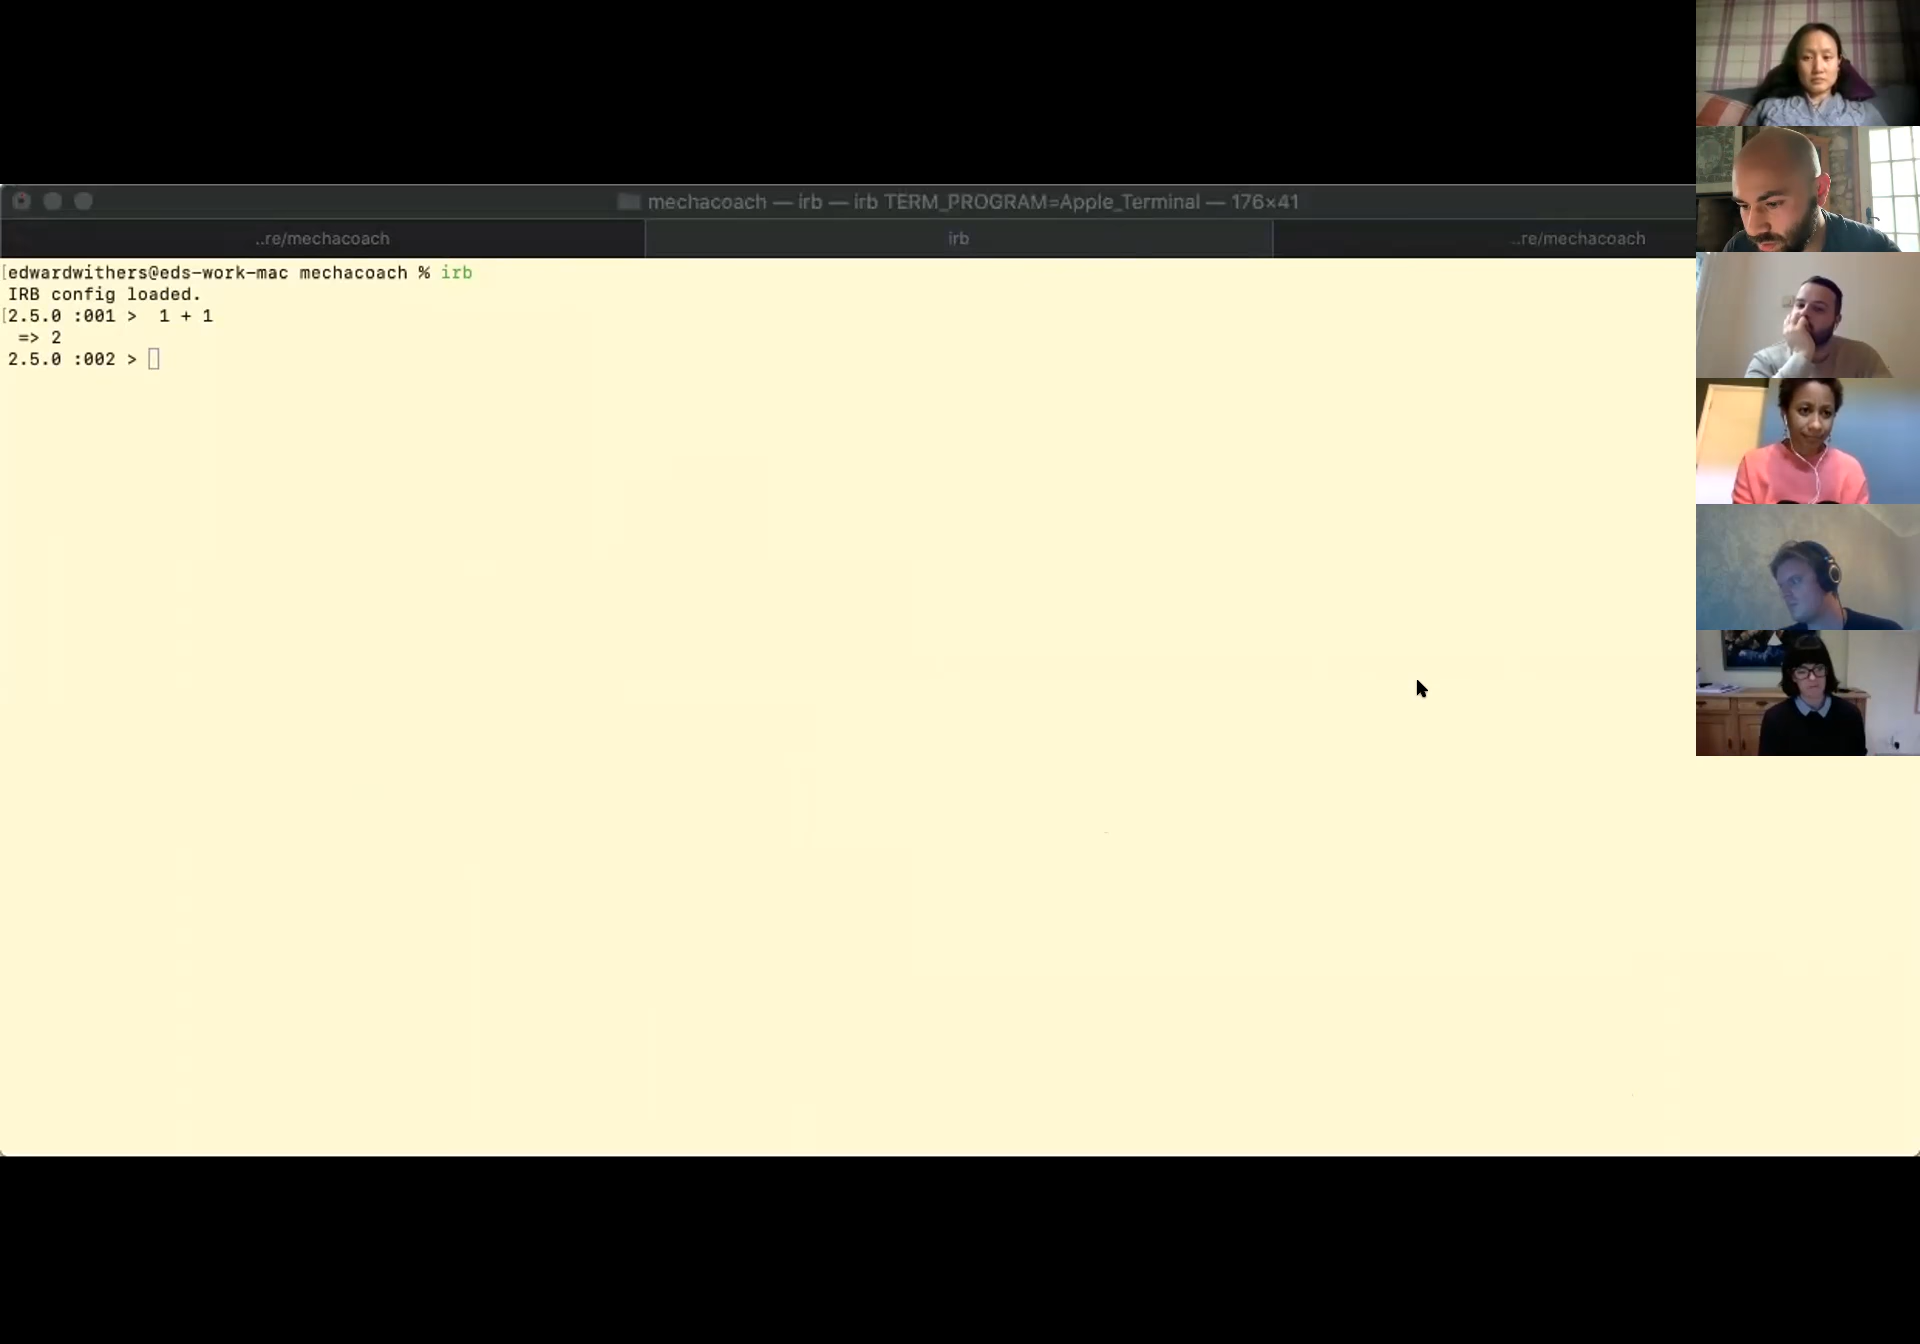 mechacoach — irb — irb TERM_PROGRAM=Apple_Terminal — 176×41
..re/mechacoach
irb
..re/mechacoach
[edwardwithers@eds-work-mac mechacoach % irb
IRB config loaded.
[2.5.0 :001 >  1 + 1
=> 2
2.5.0 :002 >